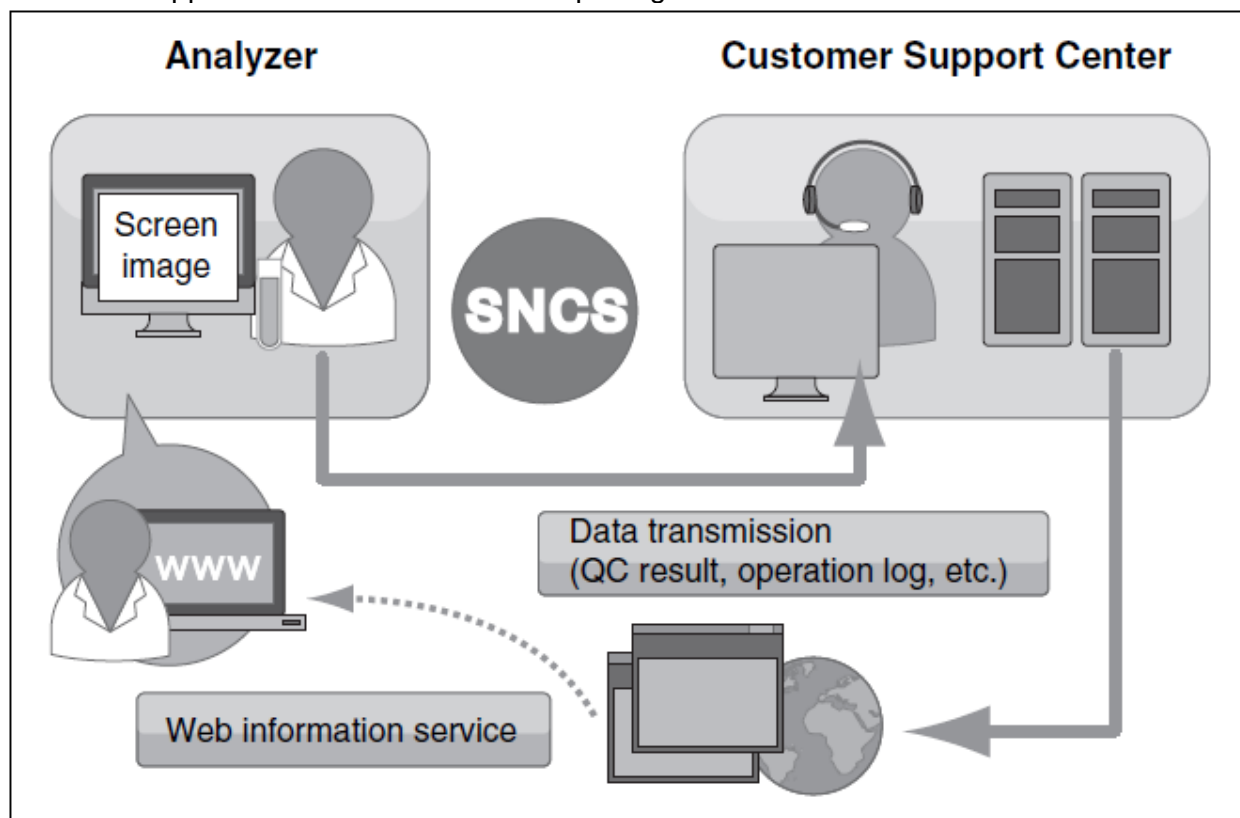 Analyzer
Customer Support Center
Screen
image
SNCS
Data transmission
(QC result, operation log, etc.)
www
Web information service